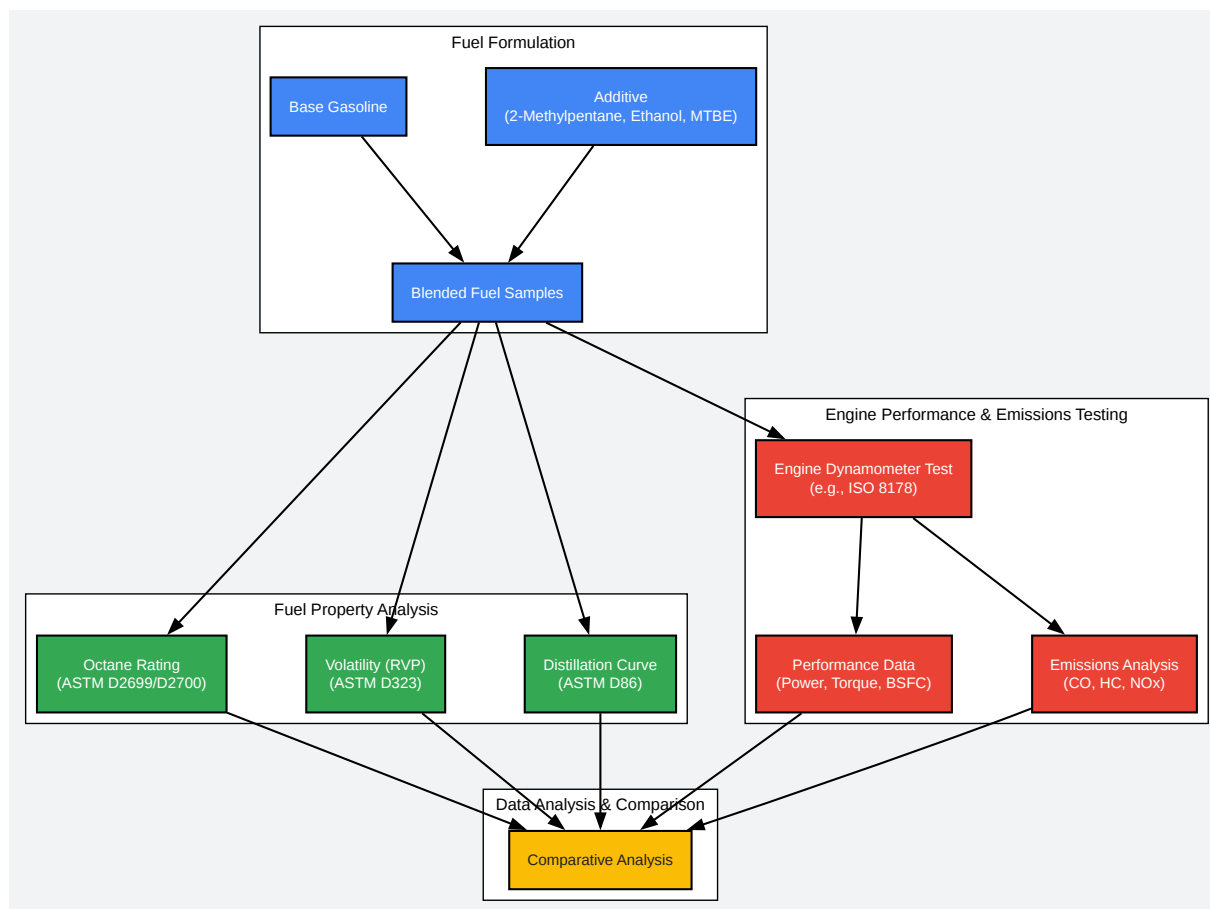 Fuel Formulation
Base Gasoline
Additive
(2-Methylpentane, Ethanol, MTBE)
Blended Fuel Samples
Engine Performance & Emissions Testing
Engine Dynamometer Test
(e.g., ISO 8178)
Fuel Property Analysis
Octane Rating
(ASTM D2699/D2700)
Volatility (RVP)
(ASTM D323)
Distillation Curve
(ASTM D86)
Performance Data
(Power, Torque, BSFC)
Emissions Analysis
(CO, HC, NOx)
Data Analysis & Comparison
Comparative Analysis